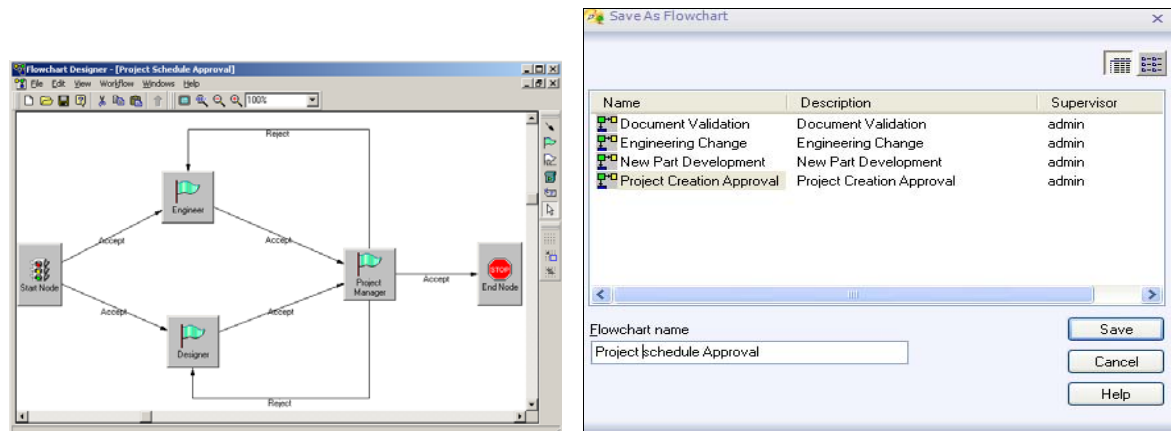 Flowchart Designer - [Project Schedule Approval]
File Edit View Workflow Windows Help
100%
Reject
Engineer
Accept
Accept
Start Node
Project
Manager
Accept
STOP
End Node
Accept
Accept
Designer
Reject
Save As Flowchart
Name Description Supervisor
Document Validation Document Validation admin
Engineering Change Engineering Change admin
New Part Development New Part Development admin
Project Creation Approval Project Creation Approval admin
Flowchart name
Project schedule Approval
Save
Cancel
Help